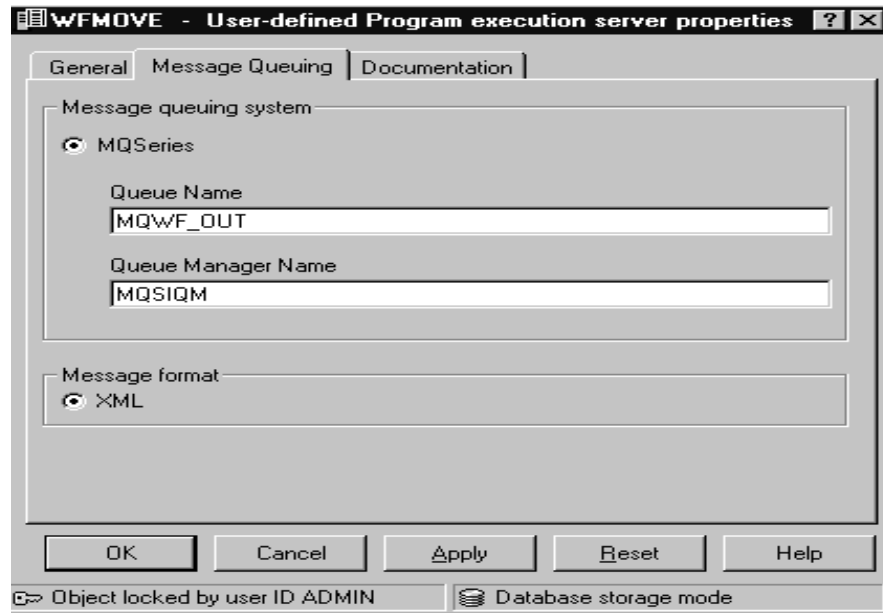 WFMOVE - User-defined Program execution server properties ? X
General Message Queuing Documentation
Message queuing system
MQSeries
Queue Name
MQWF_OUT
Queue Manager Name
MQSIQM
Message format
XML
OK Cancel Apply Reset Help
Object locked by user ID ADMIN Database storage mode